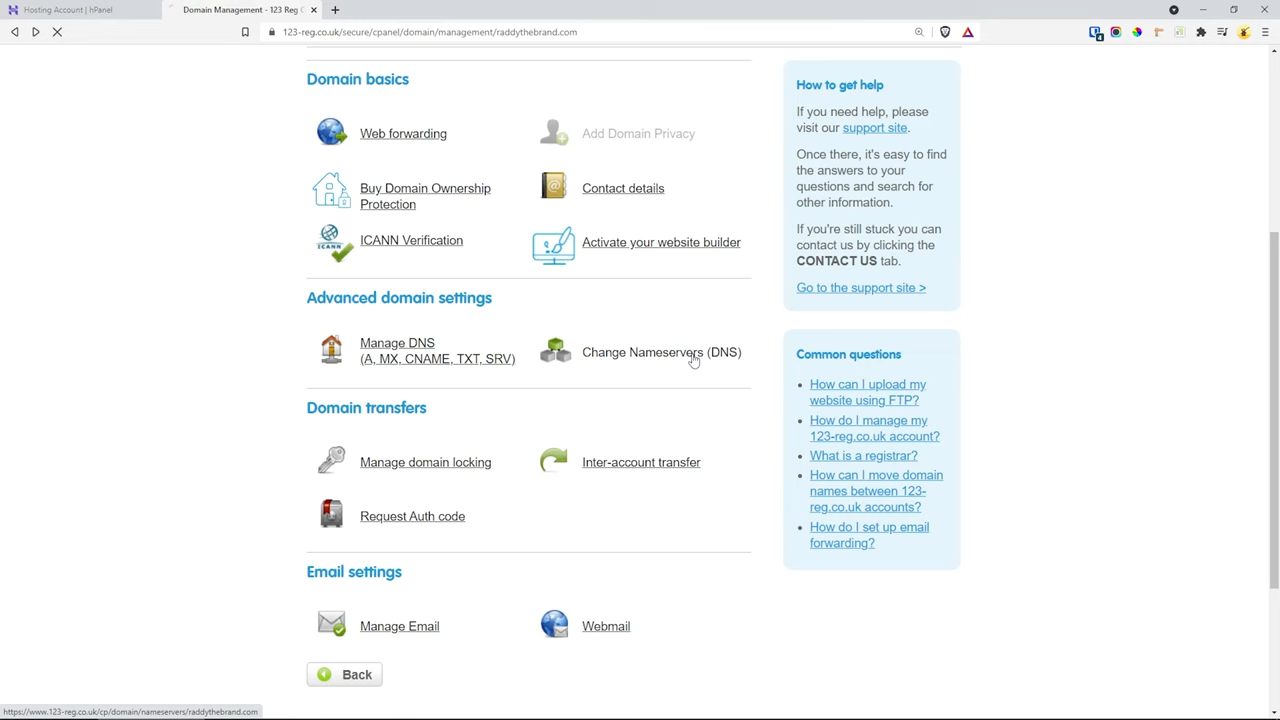 Hosting Account | hPanel
Domain Management - 123 Reg C
123-reg.co.uk/secure/cpanel/domain/management/raddythebrand.com
Domain basics
Web forwarding
Add Domain Privacy
Buy Domain Ownership
Protection
Contact details
ICANN
ICANN Verification
Activate your website builder
Advanced domain settings
Manage DNS
(A, MX, CNAME, TXT, SRV)
Change Nameservers (DNS)
Domain transfers
Manage domain locking
Inter-account transfer
Request Auth code
Email settings
Manage Email
Webmail
Back
How to get help
If you need help, please
visit our support site.
Once there, it's easy to find
the answers to your
questions and search for
other information.
If you're still stuck you can
contact us by clicking the
CONTACT US tab.
Go to the support site >
Common questions
How can I upload my
website using FTP?
How do I manage my
123-reg.co.uk account?
What is a registrar?
How can I move domain
names between 123-
reg.co.uk accounts?
How do I set up email
forwarding?
https://www.123-reg.co.uk/cp/domain/nameservers/raddythebrand.com